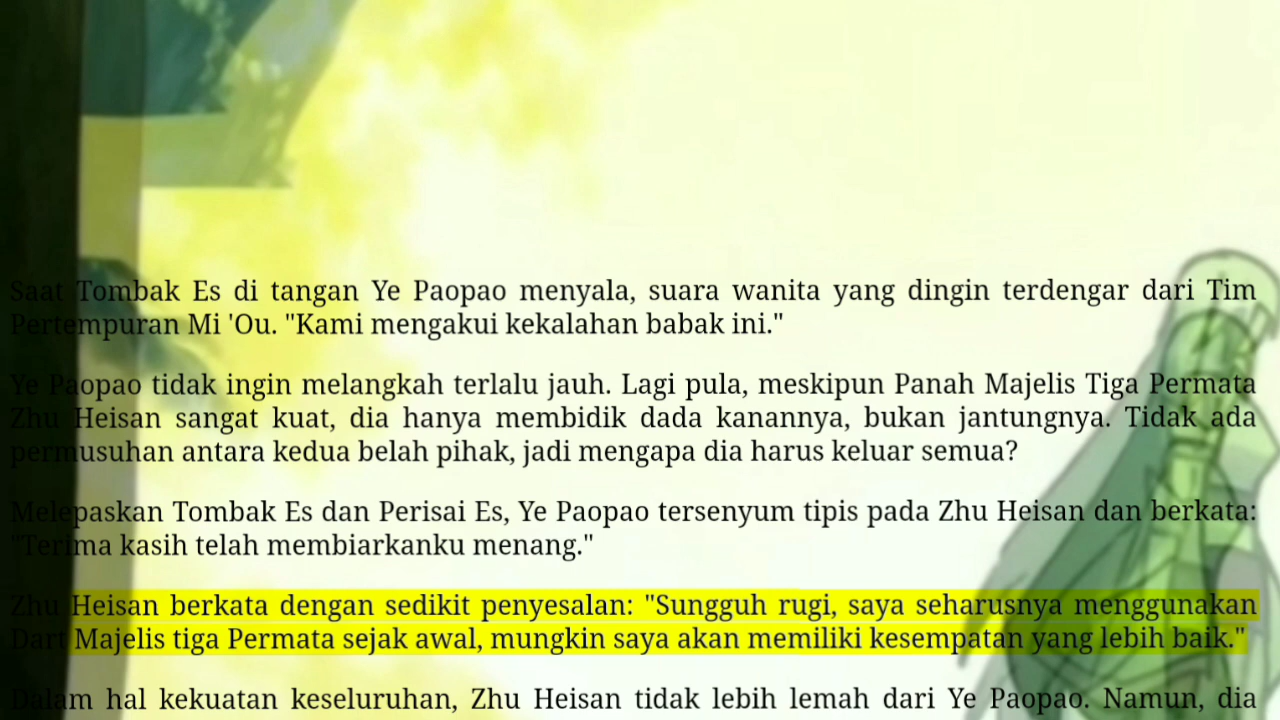 Saat Tombak Es di tangan Ye Paopao menyala, suara wanita yang dingin terdengar dari Tim
Pertempuran Mi 'Ou. "Kami mengakui kekalahan babak ini."
Ye Paopao tidak ingin melangkah terlalu jauh. Lagi pula, meskipun Panah Majelis Tiga Permata
Zhu Heisan sangat kuat, dia hanya membidik dada kanannya, bukan jantungnya. Tidak ada
permusuhan antara kedua belah pihak, jadi mengapa dia harus keluar semua?
Melepaskan Tombak Es dan Perisai Es, Ye Paopao tersenyum tipis pada Zhu Heisan dan berkata:
"Terima kasih telah membiarkanku menang."
Zhu Heisan berkata dengan sedikit penyesalan: "Sungguh rugi, saya seharusnya menggunakan
Dart Majelis tiga Permata sejak awal, mungkin saya akan memiliki kesempatan yang lebih baik."
Dalam hal kekuatan keseluruhan, Zhu Heisan tidak lebih lemah dari Ye Paopao. Namun, dia